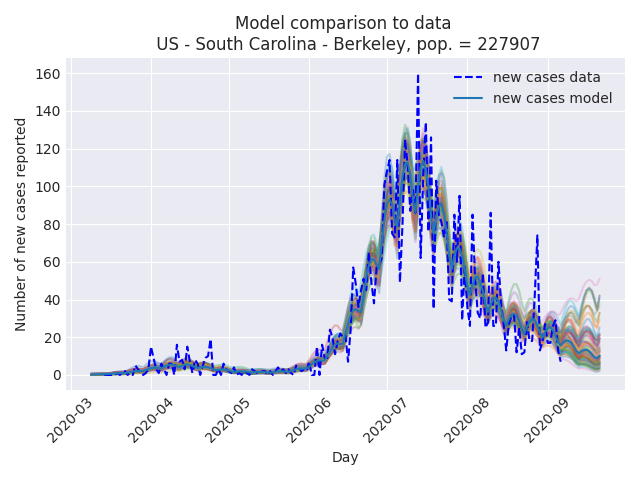 Model comparison to data
US - South Carolina - Berkeley, pop. = 227907
new cases data
new cases model
Number of new cases reported
160
140
120
100
80
60
40
20
0
2020-03
2020-04
2020-05
2020-06
2020-07
2020-08
2020-09
Day